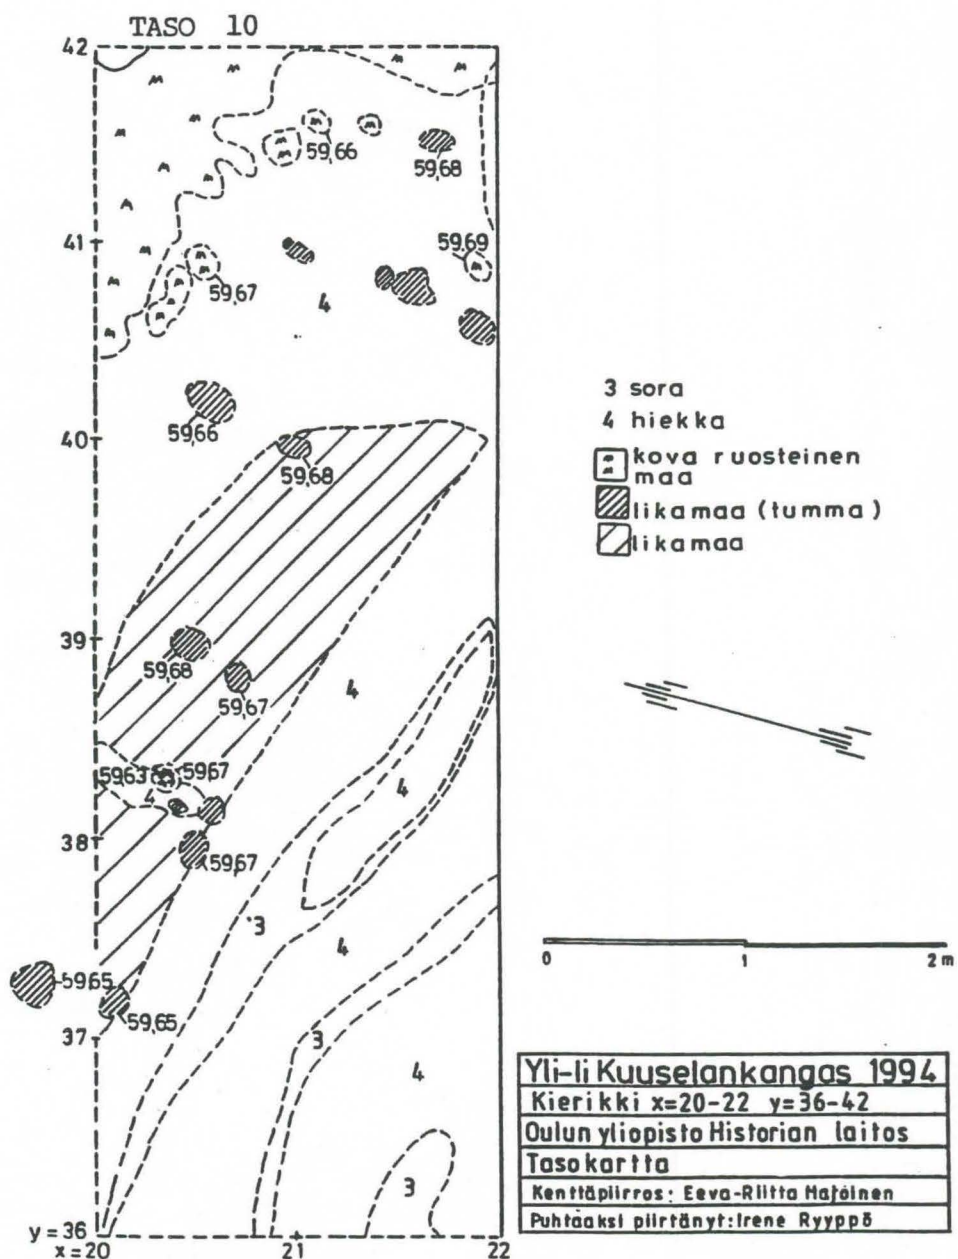 TASO 10
42
59,66
59,68
41
59,69
59,67
4
59,66
40
59,68
39
59,68
59,67
4
59,63
59,67
4
4
38
59,67
3
4
59,65
59,65
37
3
4
3
y=36
x=20
21
22
3 sora
4 hiekka
kova ruosteinen
maa
likamaa (tumma)
likamaa
0
1
2 m
Yli-Ii Kuuselankangas 1994
Kierikki x=20-22 y=36-42
Oulun yliopisto Historian laitos
Tasokartta
Kenttäpiirros: Eeva-Riitta Matoinen
Puhtaaksi piirtänyt: Irene Ryyppö